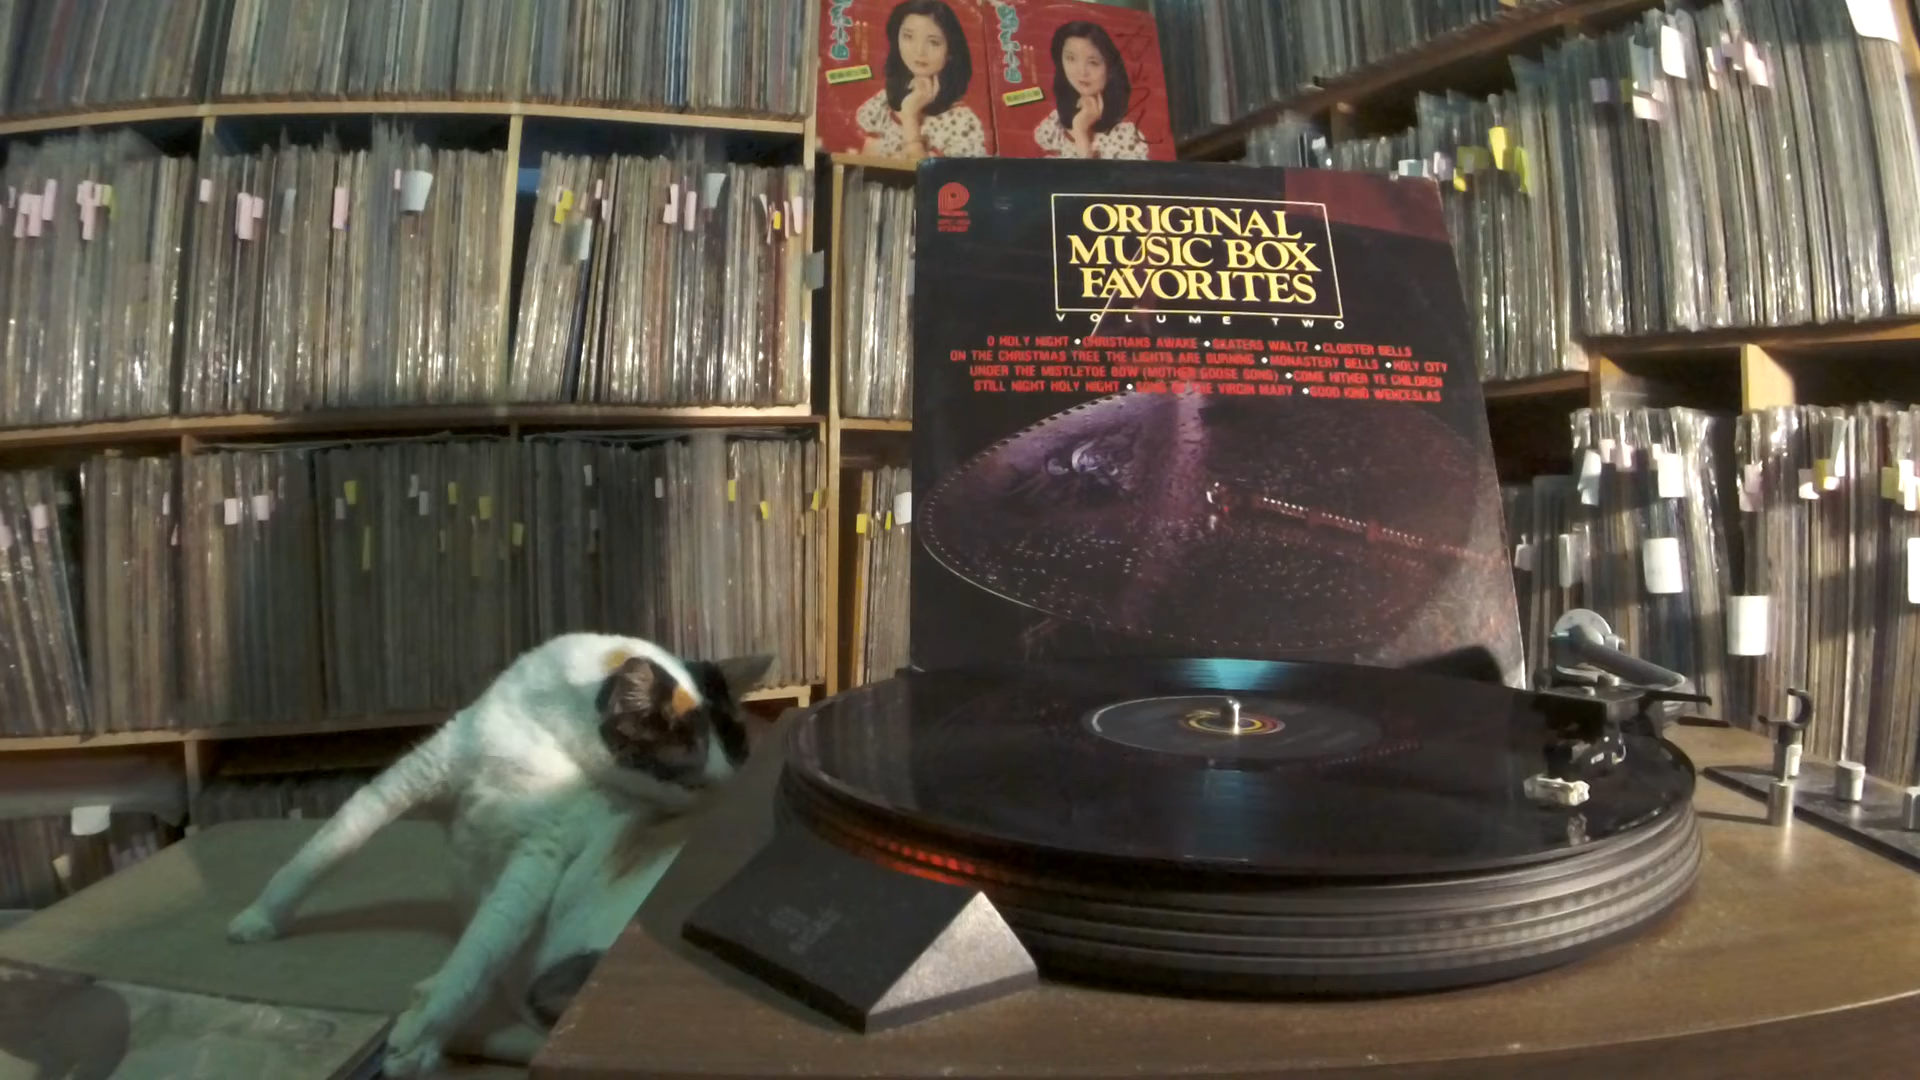 ORIGINAL
MUSIC BOX
FAVORITES
VOLUME TWO
O HOLY NIGHT • CHRISTIANS AWAKE • SKATERS WALTZ • CLOISTER BELLS
ON THE CHRISTMAS TREE THE LIGHTS ARE BURNING • MONASTERY BELLS • HOLY CITY
UNDER THE MISTLETOE BOW (MOTHER GOOSE SONG) • COME HITHER YE CHILDREN
STILL NIGHT HOLY NIGHT • SONG OF THE VIRGIN MARY • GOOD KING WENCESLAS
STEREO